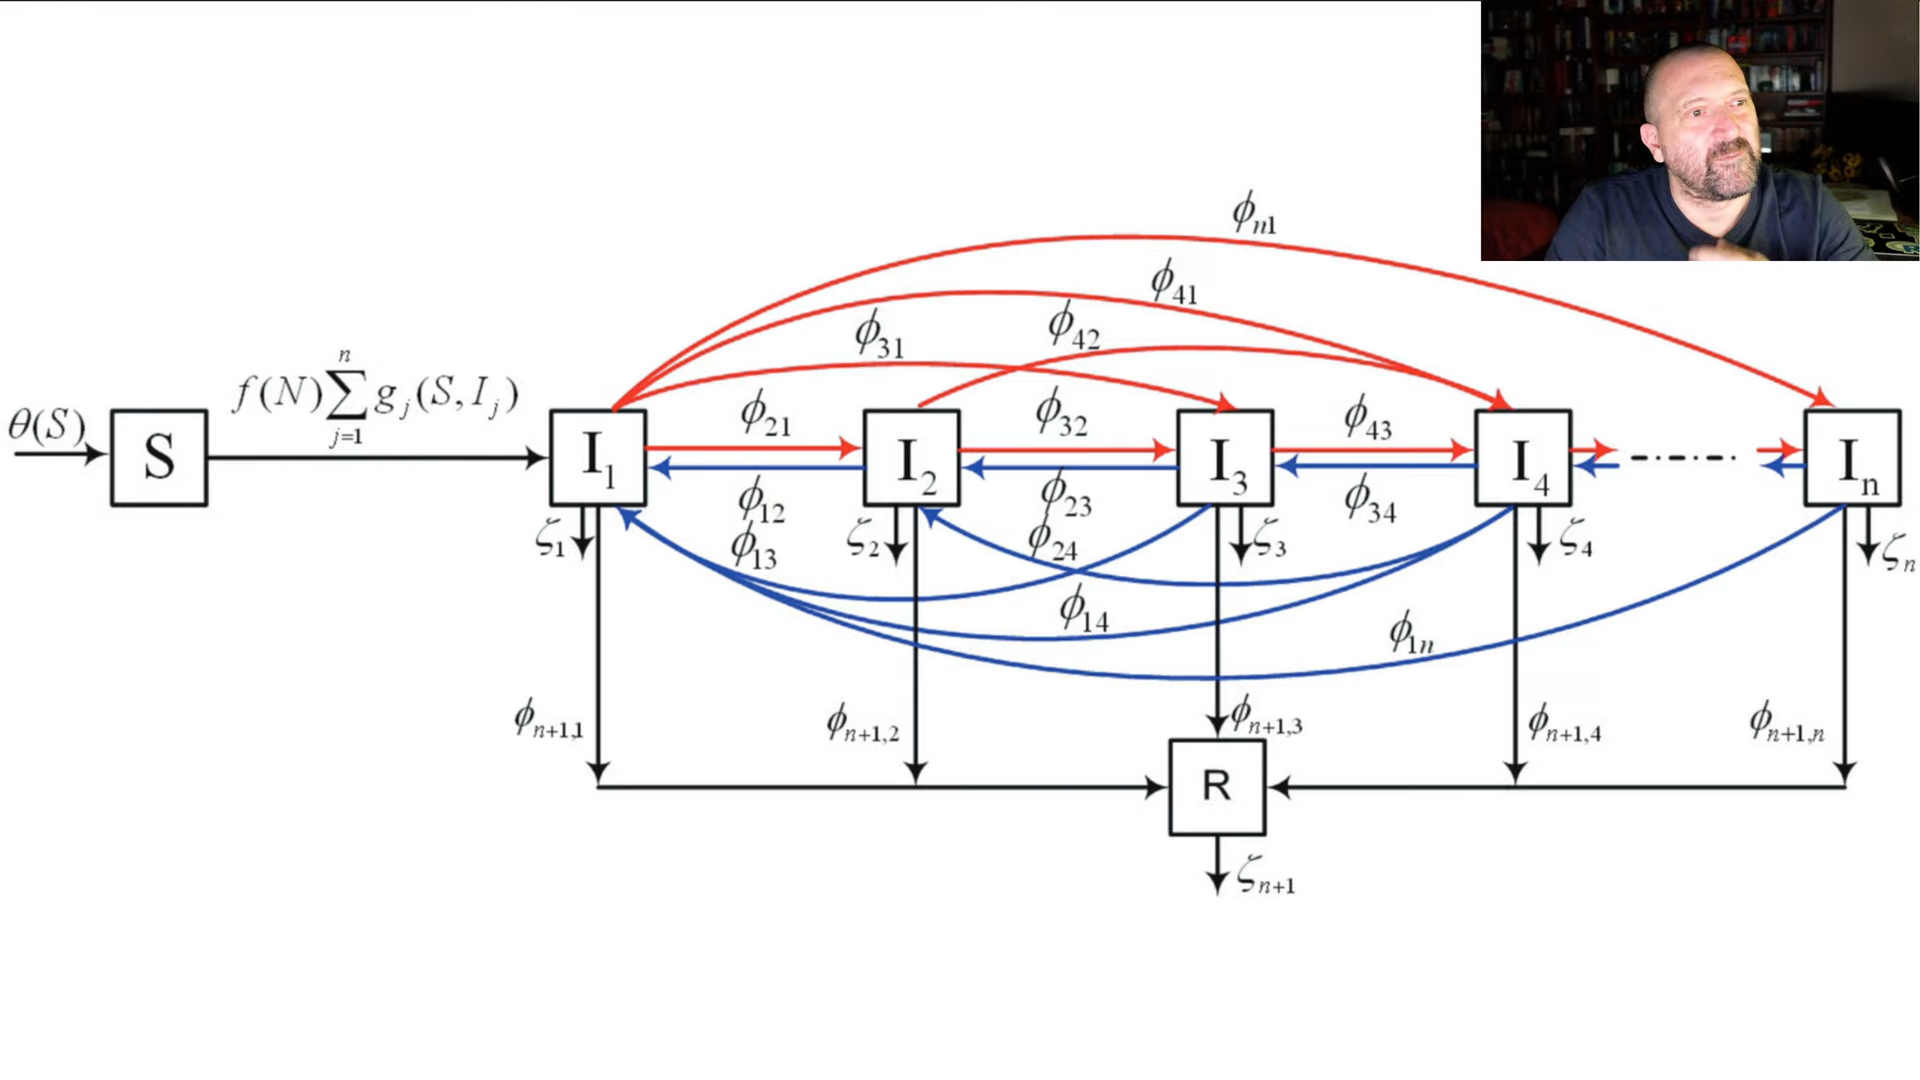 ϕn1
ϕ41
ϕ42
ϕ31
θ(S)
S
f(N)∑j=1n gj(S,Ij)
I1
ϕ21
I2
ϕ32
I3
ϕ43
I4
In
ϕ12
ϕ23
ϕ34
ζ1
ϕ13
ζ2
ϕ24
ζ3
ζ4
ζn
ϕ14
ϕ1n
ϕn+1,1
ϕn+1,2
ϕn+1,3
ϕn+1,4
ϕn+1,n
R
ζn+1